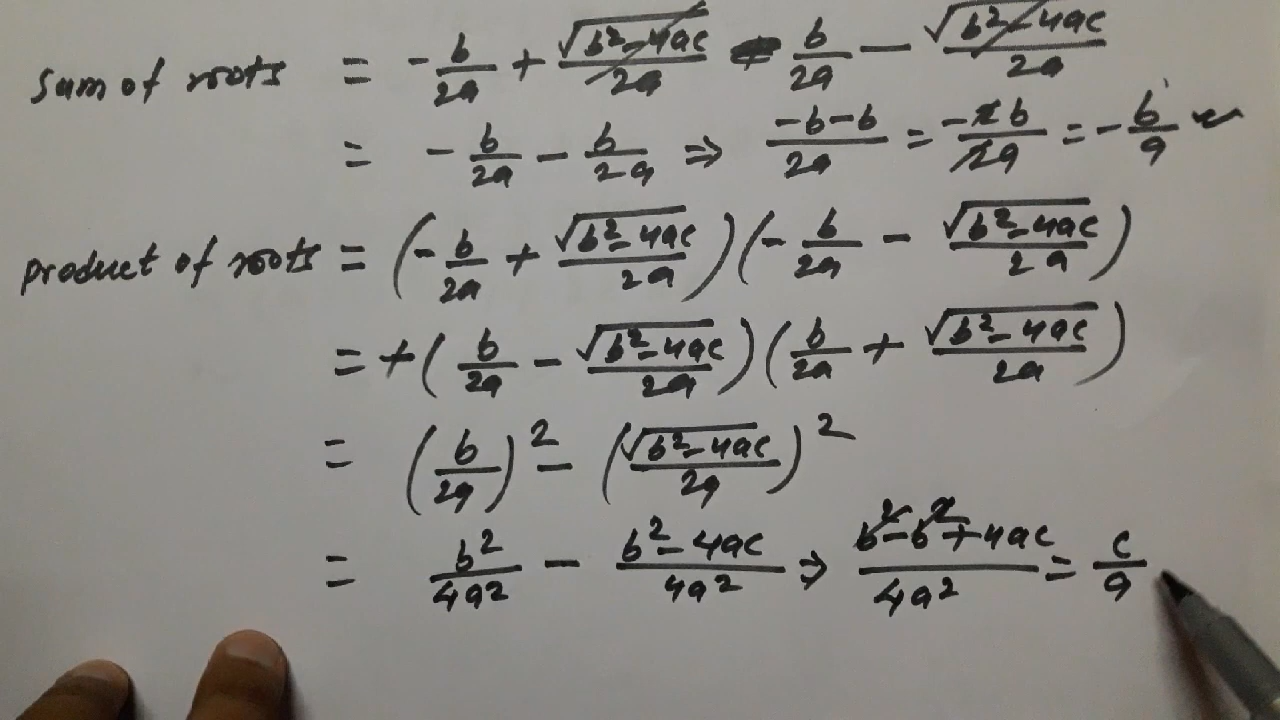 Sum of roots = -b/2a + √(b²-4ac)/2a - b/2a - √(b²-4ac)/2a
= -b/2a - b/2a ⇒ (-b-b)/2a = -2b/2a = -b/a
product of roots = (-b/2a + √(b²-4ac)/2a)(-b/2a - √(b²-4ac)/2a)
= +(b/2a - √(b²-4ac)/2a)(b/2a + √(b²-4ac)/2a)
= (b/2a)² - (√(b²-4ac)/2a)²
= b²/4a² - (b²-4ac)/4a² ⇒ (b²-b²+4ac)/4a² = c/a